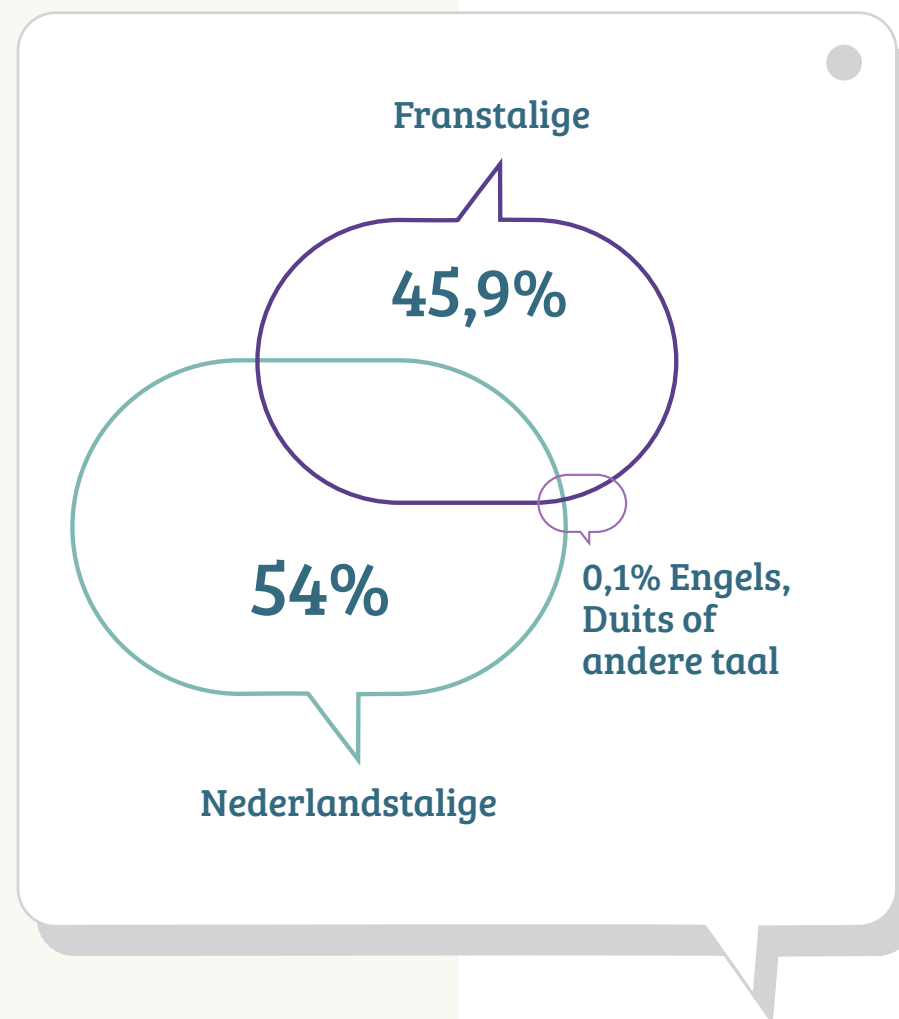 Franstalige
45,9%
54%
0,1% Engels,
Duits of
andere taal
Nederlandstalige